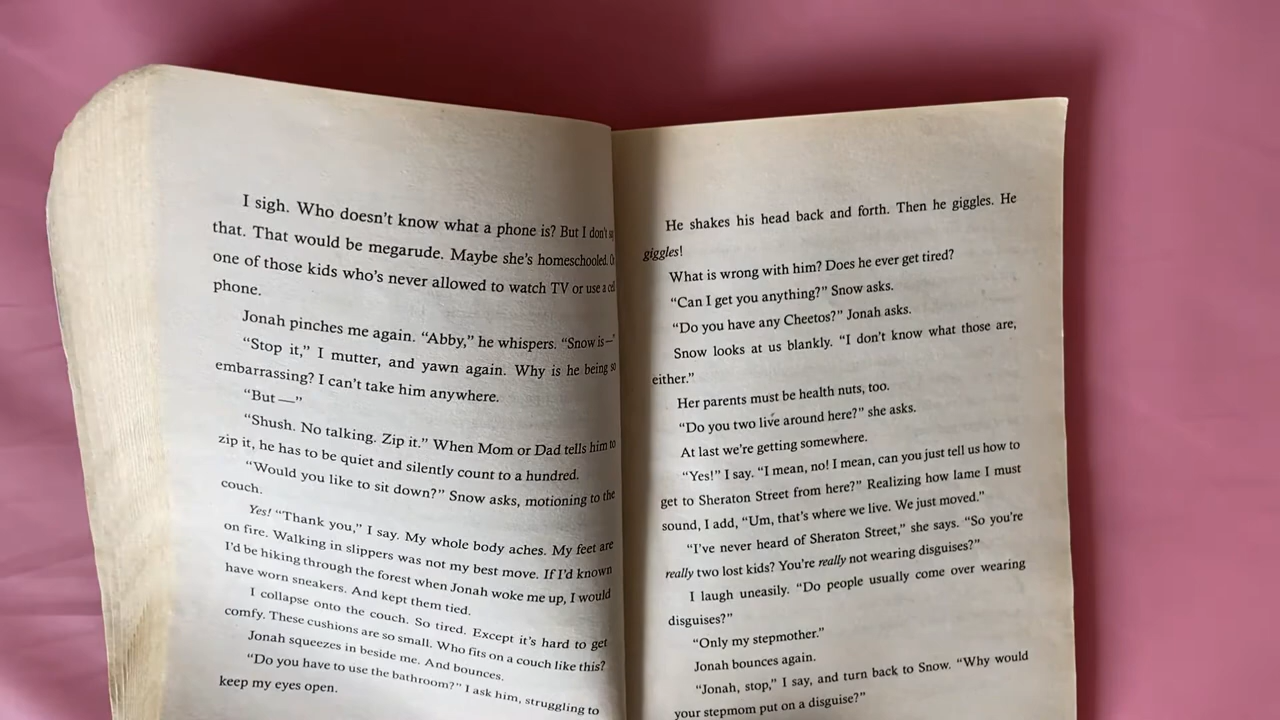 I sigh. Who doesn't know what a phone is? But I don't
that. That would be megarude. Maybe she's homeschooled.
one of those kids who's never allowed to watch TV or use a cell
phone.
Jonah pinches me again. “Abby,” he whispers. “Snow is—”
“Stop it,” I mutter, and yawn again. Why is he being so
embarrassing? I can't take him anywhere.
“But —”
“Shush. No talking. Zip it.” When Mom or Dad tells him to
zip it, he has to be quiet and silently count to a hundred.
“Would you like to sit down?” Snow asks, motioning to the
couch.
Yes! “Thank you,” I say. My whole body aches. My feet are
on fire. Walking in slippers was not my best move. If I'd known
I'd be hiking through the forest when Jonah woke me up, I would
have worn sneakers. And kept them tied.
I collapse onto the couch. So tired. Except it's hard to get
comfy. These cushions are so small. Who fits on a couch like this?
Jonah squeezes in beside me. And bounces.
“Do you have to use the bathroom?” I ask him, struggling to
keep my eyes open.
He shakes his head back and forth. Then he giggles. He
giggles!
What is wrong with him? Does he ever get tired?
“Can I get you anything?” Snow asks.
“Do you have any Cheetos?” Jonah asks.
Snow looks at us blankly. “I don't know what those are,
either.”
Her parents must be health nuts, too.
“Do you two live around here?” she asks.
At last we're getting somewhere.
“Yes!” I say. “I mean, no! I mean, can you just tell us how to
get to Sheraton Street from here?” Realizing how lame I must
sound, I add, “Um, that's where we live. We just moved.”
“I've never heard of Sheraton Street,” she says. “So you're
really two lost kids? You're really not wearing disguises?”
I laugh uneasily. “Do people usually come over wearing
disguises?”
“Only my stepmother.”
Jonah bounces again.
“Jonah, stop,” I say, and turn back to Snow. “Why would
your stepmom put on a disguise?”